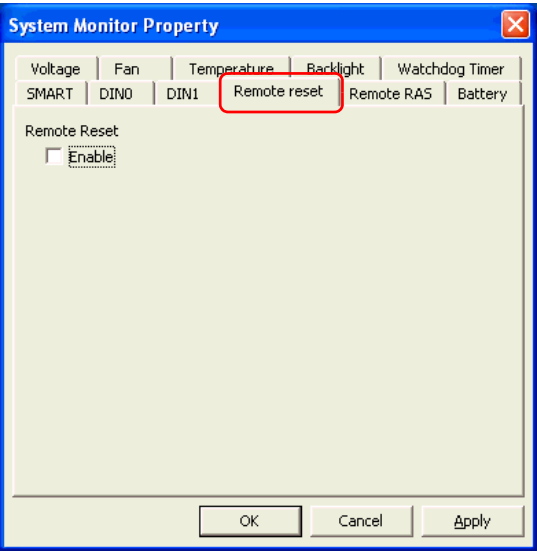 System Monitor Property
Voltage Fan Temperature Backlight Watchdog Timer
SMART DIN0 DIN1 Remote reset Remote RAS Battery
Remote Reset
Enable
OK Cancel Apply